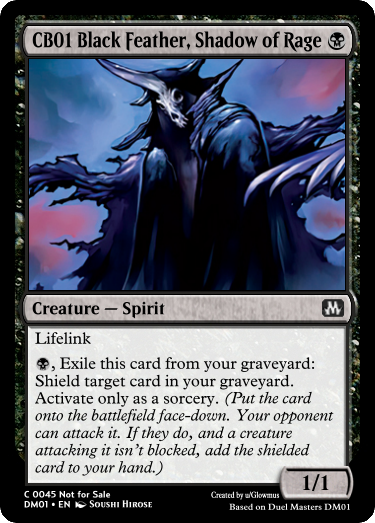 CB01 Black Feather, Shadow of Rage
Creature — Spirit
Lifelink
, Exile this card from your graveyard:
Shield target card in your graveyard.
Activate only as a sorcery. (Put the card
onto the battlefield face-down. Your opponent
can attack it. If they do, and a creature
attacking it isn't blocked, add the shielded
card to your hand.)
1/1
C 0045 Not for Sale
DM01 • EN SOUSHI HIROSE
Created by u/Glowmus
Based on Duel Masters DM01